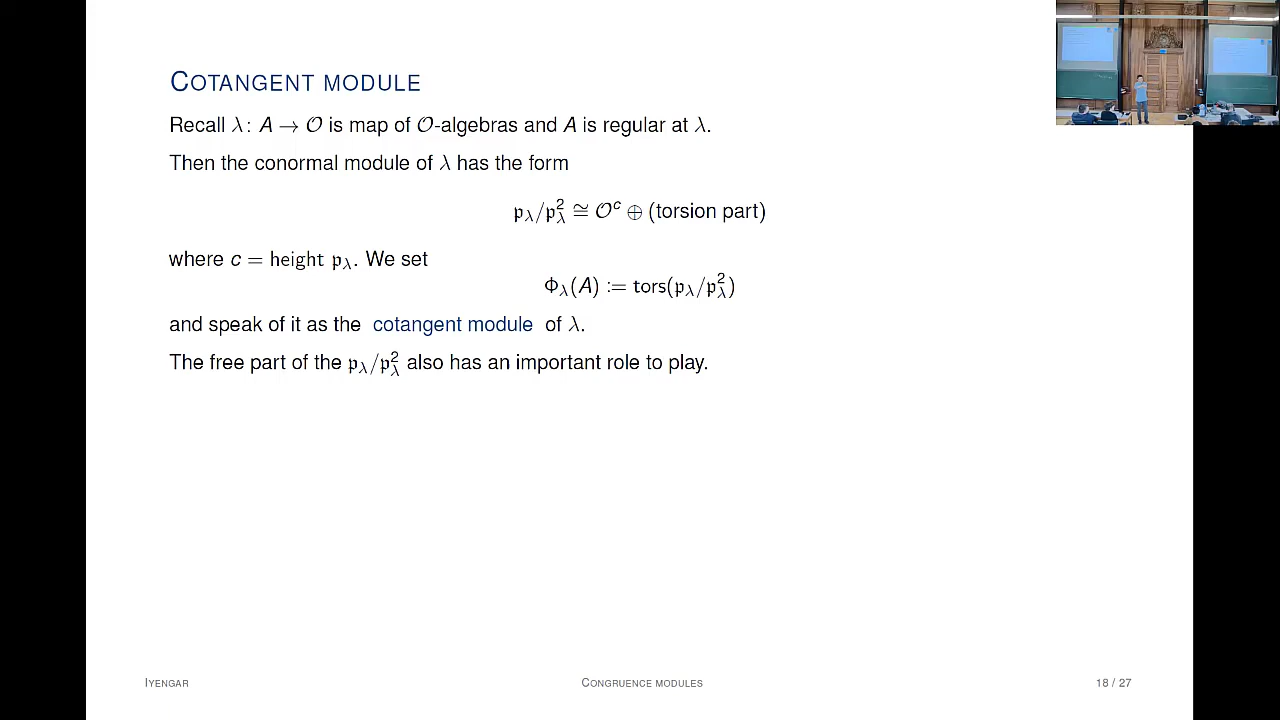 COTANGENT MODULE
Recall λ: A → 𝒪 is map of 𝒪-algebras and A is regular at λ.
Then the conormal module of λ has the form
𝔭_λ/𝔭_λ^2 ≅ 𝒪^c ⊕ (torsion part)
where c = height 𝔭_λ. We set
Φ_λ(A) := tors(𝔭_λ/𝔭_λ^2)
and speak of it as the cotangent module of λ.
The free part of the 𝔭_λ/𝔭_λ^2 also has an important role to play.
IYENGAR
CONGRUENCE MODULES
18 / 27